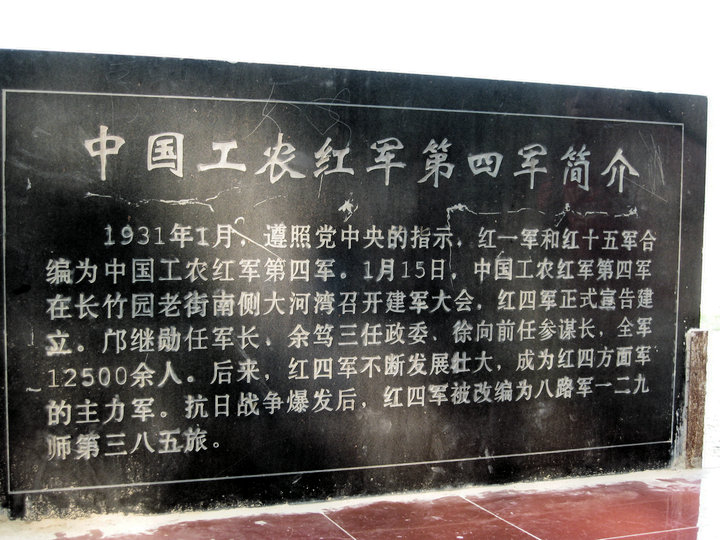 中国工农红军第四军简介
1931年1月，遵照党中央的指示，红一军和红十五军合
编为中国工农红军第四军。1月15日，中国工农红军第四军
在长竹园老街南侧大河湾召开建军大会，红四军正式宣告建
立。邝继勋任军长、余笃三任政委、徐向前任参谋长，全军
12500余人。后来，红四军不断发展壮大，成为红四方面军
的主力军。抗日战争爆发后，红四军被改编为八路军一二九
师第三八五旅。